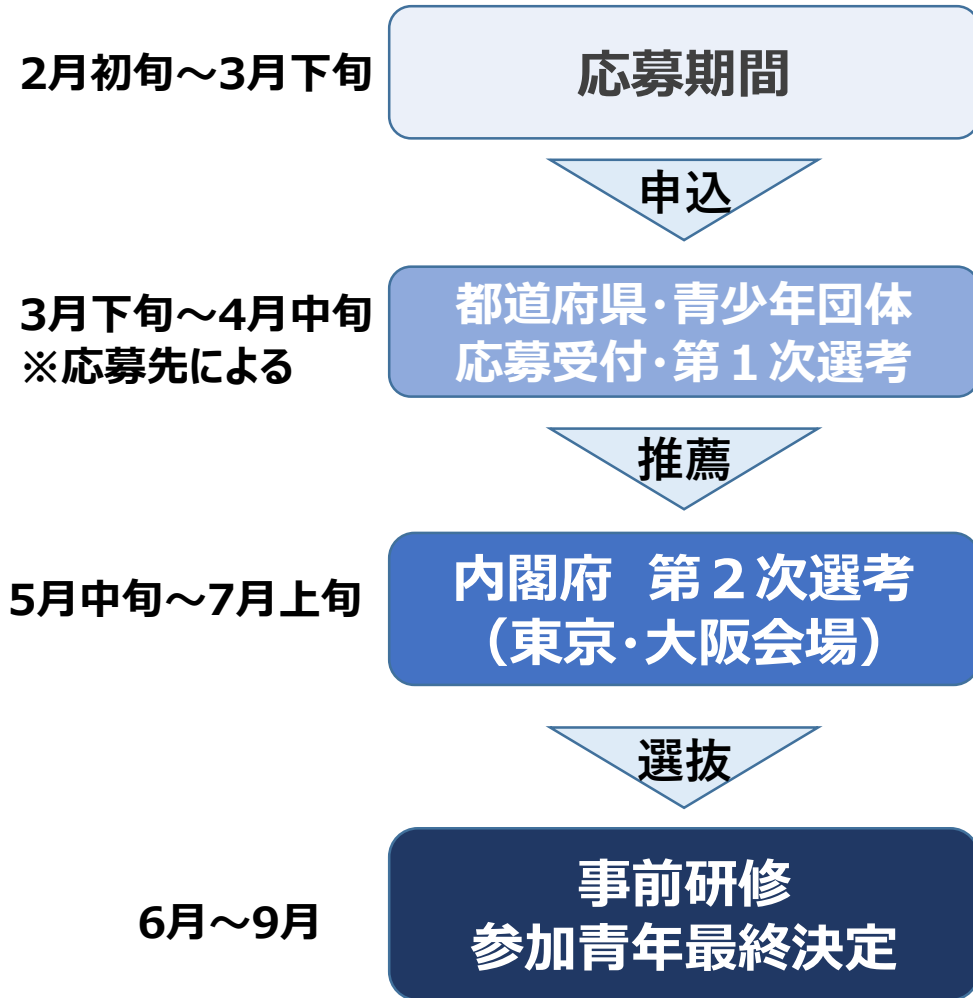 2月初旬～3月下旬
応募期間
申込
3月下旬～4月中旬
※応募先による
都道府県･青少年団体
応募受付･第１次選考
推薦
5月中旬～7月上旬
内閣府 第２次選考
（東京･大阪会場）
選抜
6月～9月
事前研修
参加青年最終決定